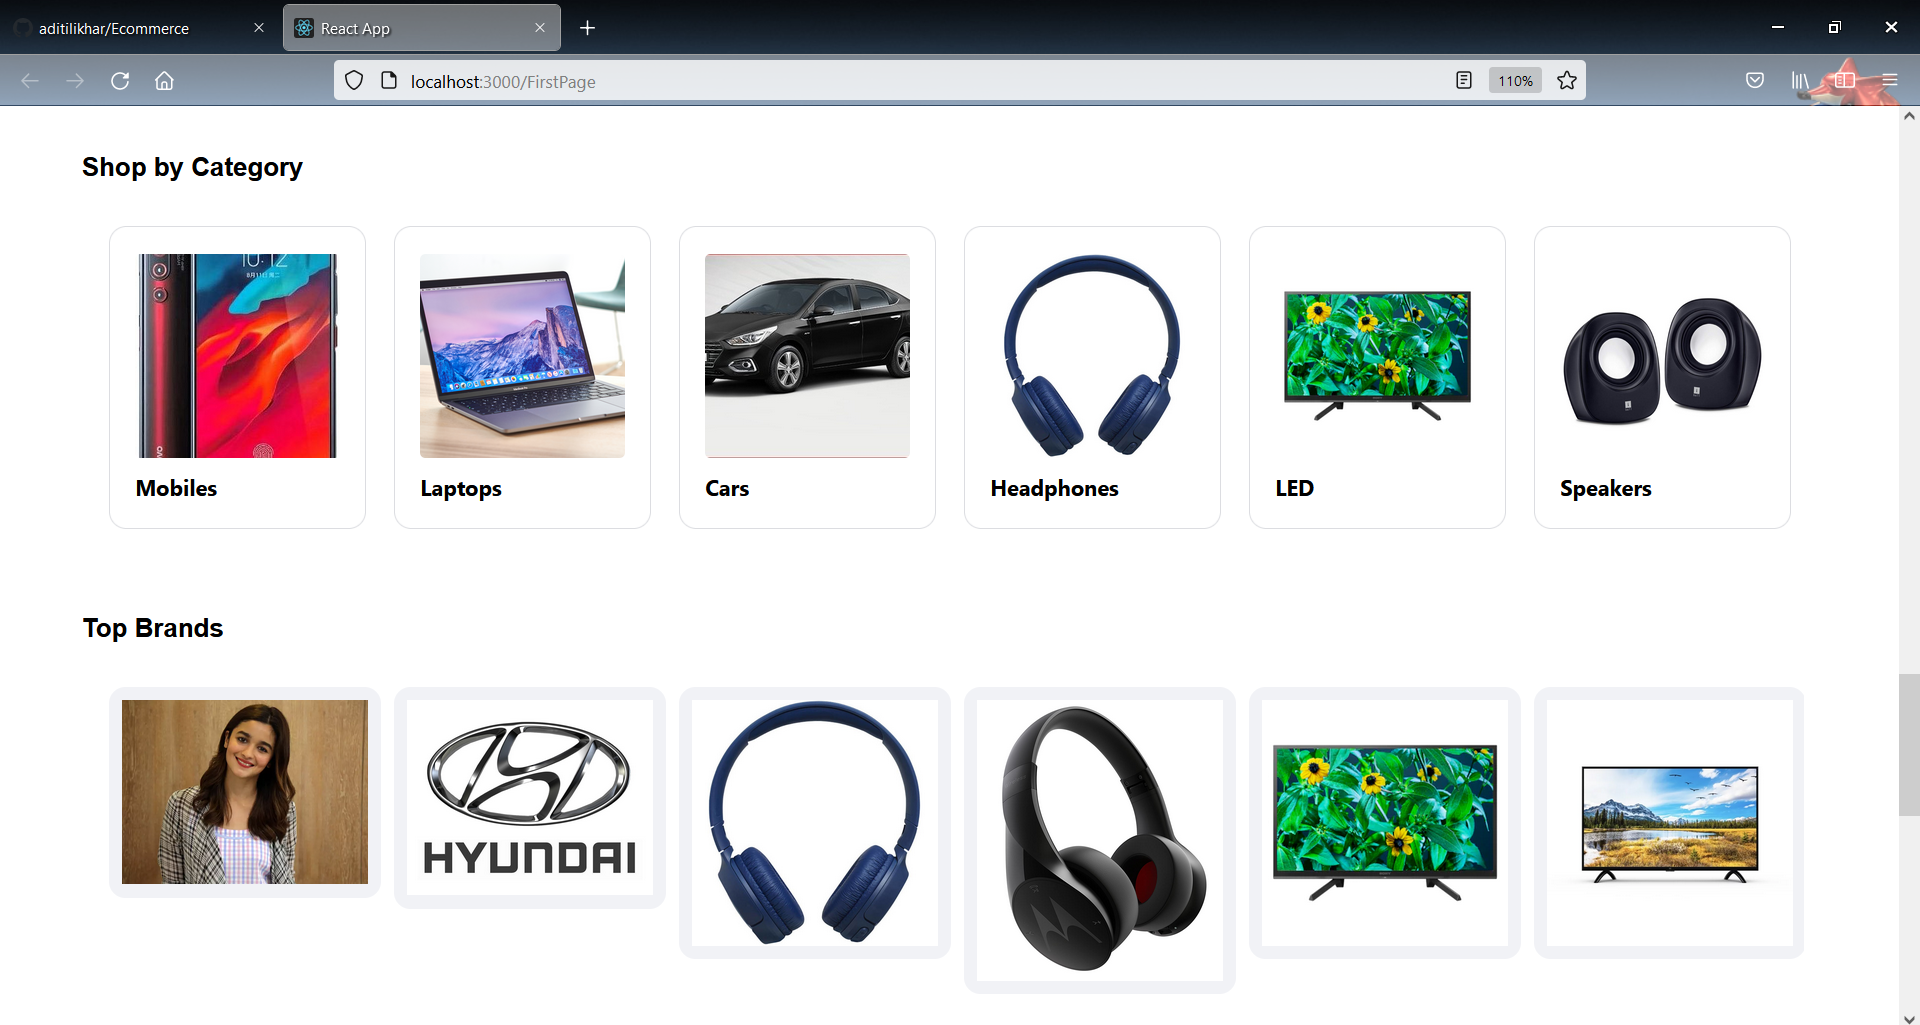 aditilikhar/Ecommerce
React App
localhost:3000/FirstPage
110%
Shop by Category
10:12
Mobiles
Laptops
Cars
Headphones
LED
Speakers
Top Brands
HYUNDAI